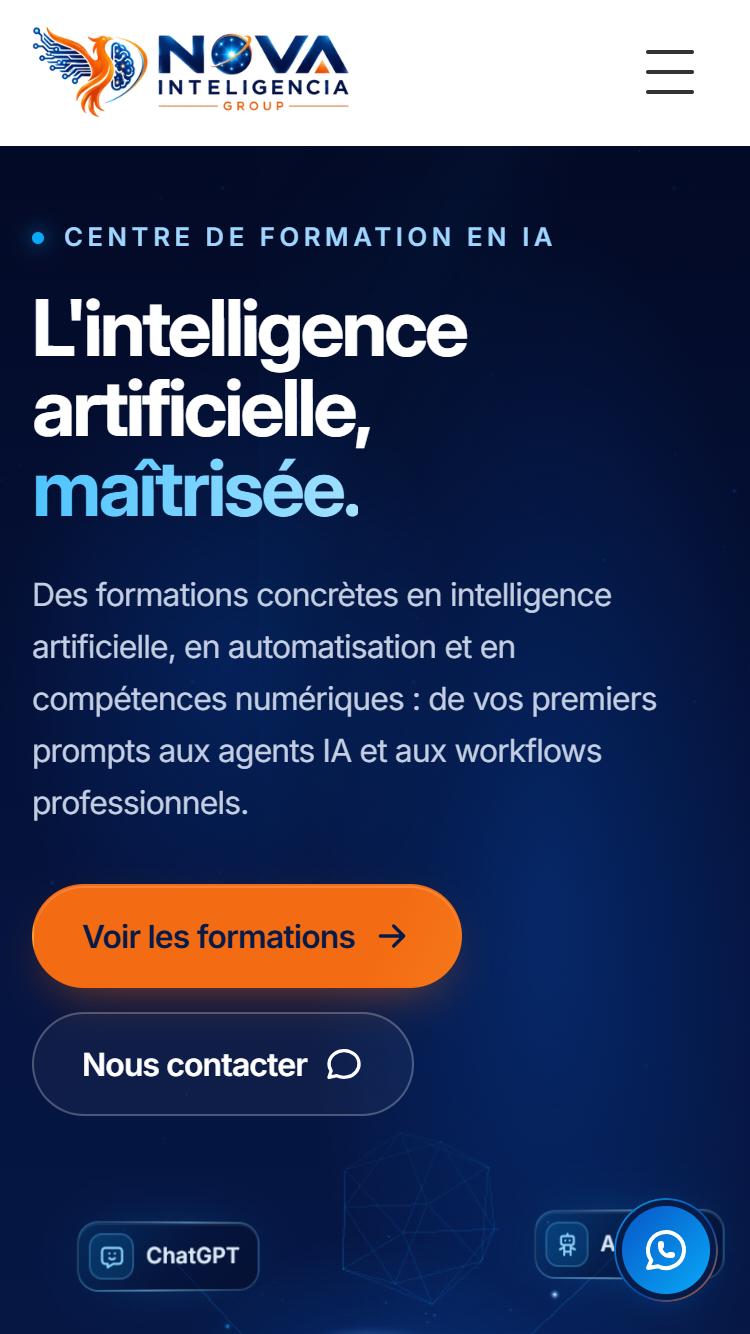 NOVA
INTELIGENCIA
GROUP
CENTRE DE FORMATION EN IA
L'intelligence
artificielle,
maîtrisée.
Des formations concrètes en intelligence
artificielle, en automatisation et en
compétences numériques : de vos premiers
prompts aux agents IA et aux workflows
professionnels.
Voir les formations
Nous contacter
ChatGPT